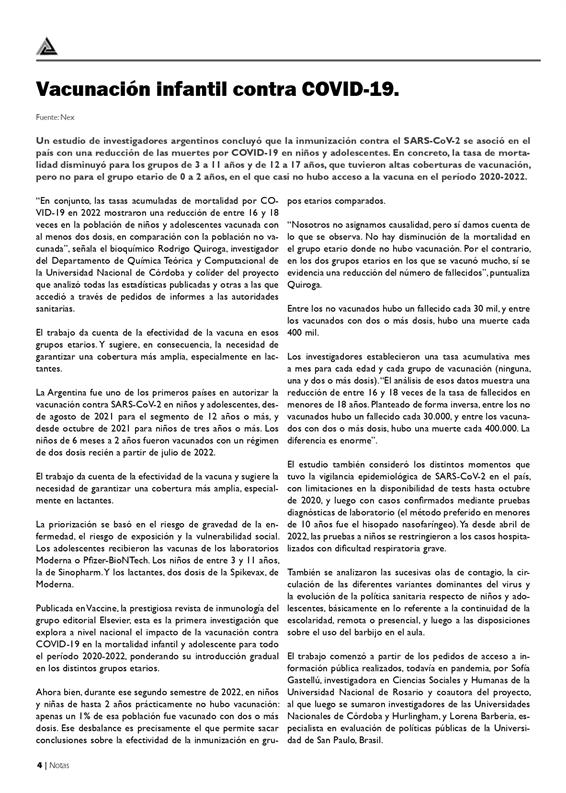 Vacunación infantil contra COVID-19.
Fuente: Nex
Un estudio de investigadores argentinos concluyó que la inmunización contra el SARS-CoV-2 se asoció en el
país con una reducción de las muertes por COVID-19 en niños y adolescentes. En concreto, la tasa de morta-
lidad disminuyó para los grupos de 3 a 11 años y de 12 a 17 años, que tuvieron altas coberturas de vacunación,
pero no para el grupo etario de 0 a 2 años, en el que casi no hubo acceso a la vacuna en el período 2020-2022.
“En conjunto, las tasas acumuladas de mortalidad por CO-
VID-19 en 2022 mostraron una reducción de entre 16 y 18
veces en la población de niños y adolescentes vacunada con
al menos dos dosis, en comparación con la población no va-
cunada”, señala el bioquímico Rodrigo Quiroga, investigador
del Departamento de Química Teórica y Computacional de
la Universidad Nacional de Córdoba y colíder del proyecto
que analizó todas las estadísticas publicadas y otras a las que
accedió a través de pedidos de informes a las autoridades
sanitarias.
El trabajo da cuenta de la efectividad de la vacuna en esos
grupos etarios. Y sugiere, en consecuencia, la necesidad de
garantizar una cobertura más amplia, especialmente en lac-
tantes.
La Argentina fue uno de los primeros países en autorizar la
vacunación contra SARS-CoV-2 en niños y adolescentes, des-
de agosto de 2021 para el segmento de 12 años o más, y
desde octubre de 2021 para niños de tres años o más. Los
niños de 6 meses a 2 años fueron vacunados con un régimen
de dos dosis recién a partir de julio de 2022.
El trabajo da cuenta de la efectividad de la vacuna y sugiere la
necesidad de garantizar una cobertura más amplia, especial-
mente en lactantes.
La priorización se basó en el riesgo de gravedad de la en-
fermedad, el riesgo de exposición y la vulnerabilidad social.
Los adolescentes recibieron las vacunas de los laboratorios
Moderna o Pfizer-BioNTech. Los niños de entre 3 y 11 años,
la de Sinopharm. Y los lactantes, dos dosis de la Spikevax, de
Moderna.
Publicada en Vaccine, la prestigiosa revista de inmunología del
grupo editorial Elsevier, esta es la primera investigación que
explora a nivel nacional el impacto de la vacunación contra
COVID-19 en la mortalidad infantil y adolescente para todo
el período 2020-2022, ponderando su introducción gradual
en los distintos grupos etarios.
Ahora bien, durante ese segundo semestre de 2022, en niños
y niñas de hasta 2 años prácticamente no hubo vacunación:
apenas un 1% de esa población fue vacunado con dos o más
dosis. Ese desbalance es precisamente el que permite sacar
conclusiones sobre la efectividad de la inmunización en gru-
pos etarios comparados.
“Nosotros no asignamos causalidad, pero sí damos cuenta de
lo que se observa. No hay disminución de la mortalidad en
el grupo etario donde no hubo vacunación. Por el contrario,
en los dos grupos etarios en los que se vacunó mucho, sí se
evidencia una reducción del número de fallecidos”, puntualiza
Quiroga.
Entre los no vacunados hubo un fallecido cada 30 mil, y entre
los vacunados con dos o más dosis, hubo una muerte cada
400 mil.
Los investigadores establecieron una tasa acumulativa mes
a mes para cada edad y cada grupo de vacunación (ninguna,
una y dos o más dosis). “El análisis de esos datos muestra una
reducción de entre 16 y 18 veces de la tasa de fallecidos en
menores de 18 años. Planteado de forma inversa, entre los no
vacunados hubo un fallecido cada 30.000, y entre los vacuna-
dos con dos o más dosis, hubo una muerte cada 400.000. La
diferencia es enorme”.
El estudio también consideró los distintos momentos que
tuvo la vigilancia epidemiológica de SARS-CoV-2 en el país,
con limitaciones en la disponibilidad de tests hasta octubre
de 2020, y luego con casos confirmados mediante pruebas
diagnósticas de laboratorio (el método preferido en menores
de 10 años fue el hisopado nasofaríngeo). Ya desde abril de
2022, las pruebas a niños se restringieron a los casos hospita-
lizados con dificultad respiratoria grave.
También se analizaron las sucesivas olas de contagio, la cir-
culación de las diferentes variantes dominantes del virus y
la evolución de la política sanitaria respecto de niños y ado-
lescentes, básicamente en lo referente a la continuidad de la
escolaridad, remota o presencial, y luego a las disposiciones
sobre el uso del barbijo en el aula.
El trabajo comenzó a partir de los pedidos de acceso a in-
formación pública realizados, todavía en pandemia, por Sofía
Gastellú, investigadora en Ciencias Sociales y Humanas de la
Universidad Nacional de Rosario y coautora del proyecto,
al que luego se sumaron investigadores de las Universidades
Nacionales de Córdoba y Hurlingham, y Lorena Barberia, es-
pecialista en evaluación de políticas públicas de la Universi-
dad de San Paulo, Brasil.
4 | Notas